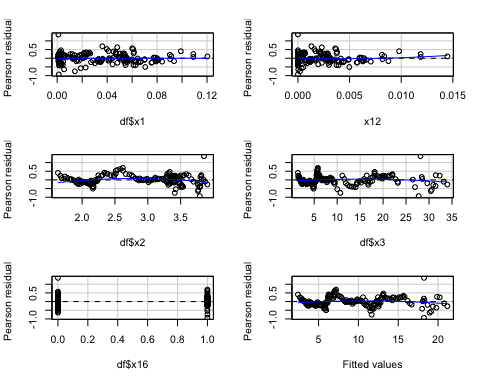 Pearson residual
-1.0 0.5
0.00 0.04 0.08 0.12
df$x1
Pearson residual
-1.0 0.5
0.000 0.005 0.010 0.015
x12
Pearson residual
-1.0 0.5
2.0 2.5 3.0 3.5
df$x2
Pearson residual
-1.0 0.5
5 10 15 20 25 30 35
df$x3
Pearson residual
-1.0 0.5
0.0 0.2 0.4 0.6 0.8 1.0
df$x16
Pearson residual
-1.0 0.5
5 10 15 20
Fitted values